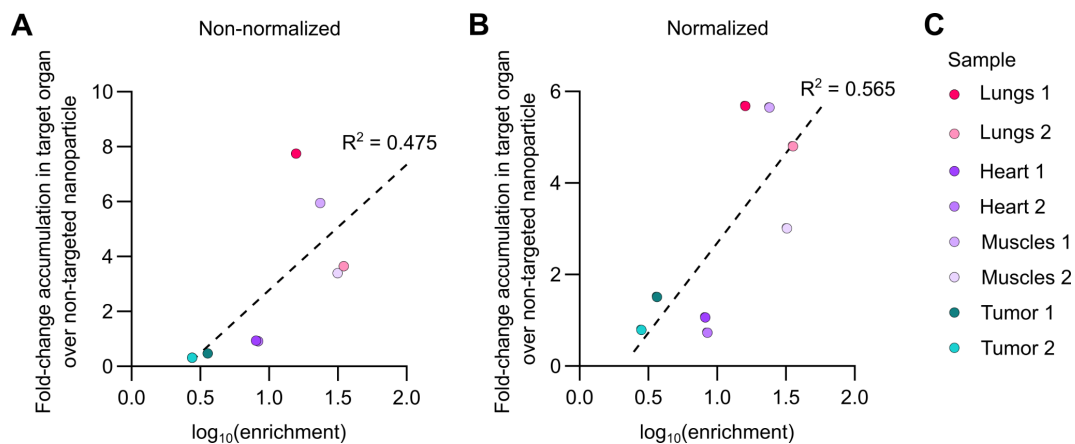 A
Non-normalized
Fold-change accumulation in target organ
over non-targeted nanoparticle
10
8
6
4
2
0
R² = 0.475
0.0 0.5 1.0 1.5 2.0
log₁₀(enrichment)
B
Normalized
Fold-change accumulation in target organ
over non-targeted nanoparticle
6
4
2
0
R² = 0.565
0.0 0.5 1.0 1.5 2.0
log₁₀(enrichment)
C
Sample
Lungs 1
Lungs 2
Heart 1
Heart 2
Muscles 1
Muscles 2
Tumor 1
Tumor 2